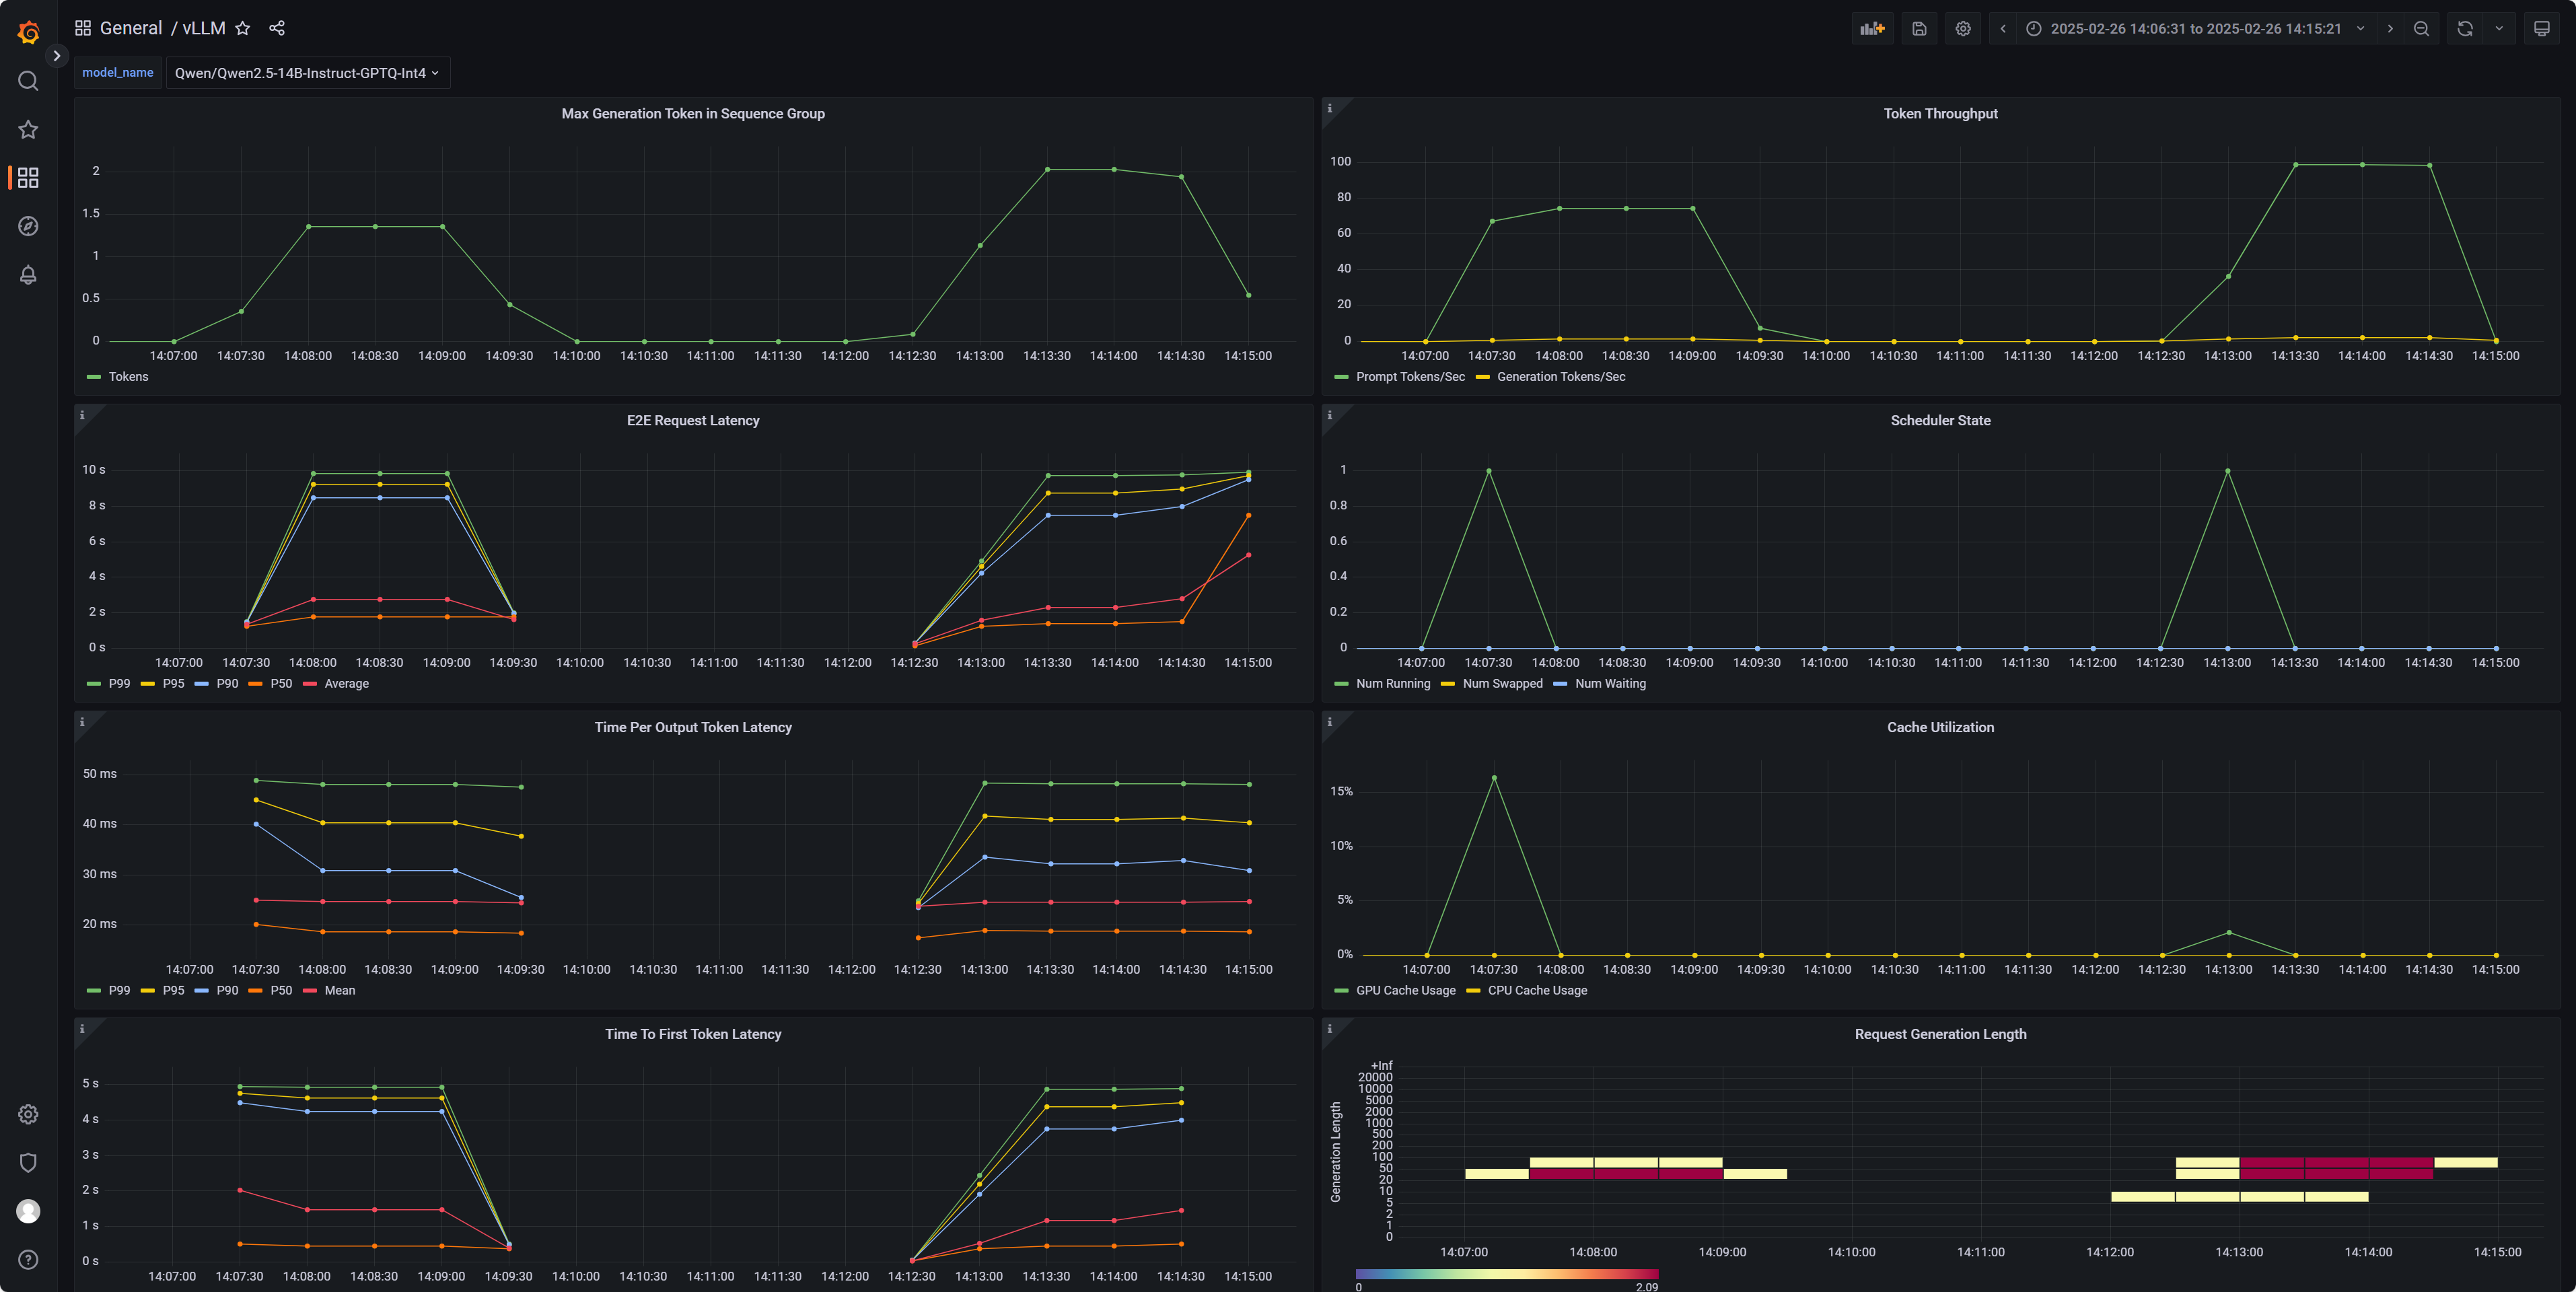 General / vLLM
2025-02-26 14:06:31 to 2025-02-26 14:15:21
model_name Qwen/Qwen2.5-14B-Instruct-GPTQ-Int4
Max Generation Token in Sequence Group
2
1.5
1
0.5
0
14:07:00 14:07:30 14:08:00 14:08:30 14:09:00 14:09:30 14:10:00 14:10:30 14:11:00 14:11:30 14:12:00 14:12:30 14:13:00 14:13:30 14:14:00 14:14:30 14:15:00
Tokens
Token Throughput
100
80
60
40
20
0
14:07:00 14:07:30 14:08:00 14:08:30 14:09:00 14:09:30 14:10:00 14:10:30 14:11:00 14:11:30 14:12:00 14:12:30 14:13:00 14:13:30 14:14:00 14:14:30 14:15:00
Prompt Tokens/Sec Generation Tokens/Sec
E2E Request Latency
10 s
8 s
6 s
4 s
2 s
0 s
14:07:00 14:07:30 14:08:00 14:08:30 14:09:00 14:09:30 14:10:00 14:10:30 14:11:00 14:11:30 14:12:00 14:12:30 14:13:00 14:13:30 14:14:00 14:14:30 14:15:00
P99 P95 P90 P50 Average
Scheduler State
1
0.8
0.6
0.4
0.2
0
14:07:00 14:07:30 14:08:00 14:08:30 14:09:00 14:09:30 14:10:00 14:10:30 14:11:00 14:11:30 14:12:00 14:12:30 14:13:00 14:13:30 14:14:00 14:14:30 14:15:00
Num Running Num Swapped Num Waiting
Time Per Output Token Latency
50 ms
40 ms
30 ms
20 ms
14:07:00 14:07:30 14:08:00 14:08:30 14:09:00 14:09:30 14:10:00 14:10:30 14:11:00 14:11:30 14:12:00 14:12:30 14:13:00 14:13:30 14:14:00 14:14:30 14:15:00
P99 P95 P90 P50 Mean
Cache Utilization
15%
10%
5%
0%
14:07:00 14:07:30 14:08:00 14:08:30 14:09:00 14:09:30 14:10:00 14:10:30 14:11:00 14:11:30 14:12:00 14:12:30 14:13:00 14:13:30 14:14:00 14:14:30 14:15:00
GPU Cache Usage CPU Cache Usage
Time To First Token Latency
5 s
4 s
3 s
2 s
1 s
0 s
14:07:00 14:07:30 14:08:00 14:08:30 14:09:00 14:09:30 14:10:00 14:10:30 14:11:00 14:11:30 14:12:00 14:12:30 14:13:00 14:13:30 14:14:00 14:14:30 14:15:00
Request Generation Length
Generation Length
+Inf
20000
10000
5000
2000
1000
500
200
100
50
20
10
5
2
1
0
14:07:00 14:08:00 14:09:00 14:10:00 14:11:00 14:12:00 14:13:00 14:14:00 14:15:00
0 2.09